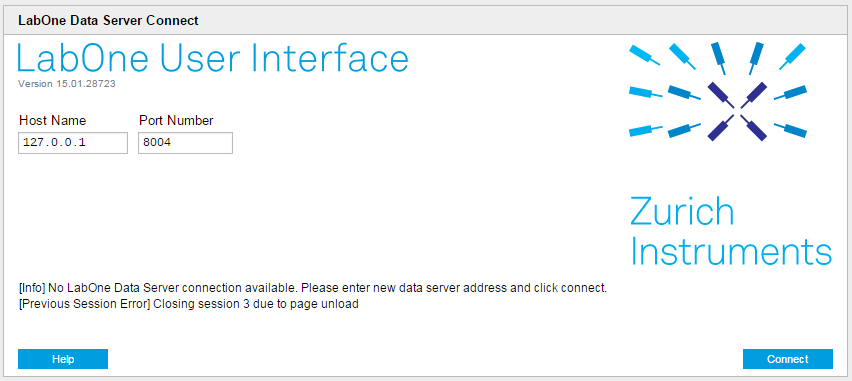 LabOne Data Server Connect
LabOne User Interface
Version 15.01.28723
Host Name Port Number
127.0.0.1 8004
Zurich
Instruments
[Info] No LabOne Data Server connection available. Please enter new data server address and click connect.
[Previous Session Error] Closing session 3 due to page unload
Help Connect